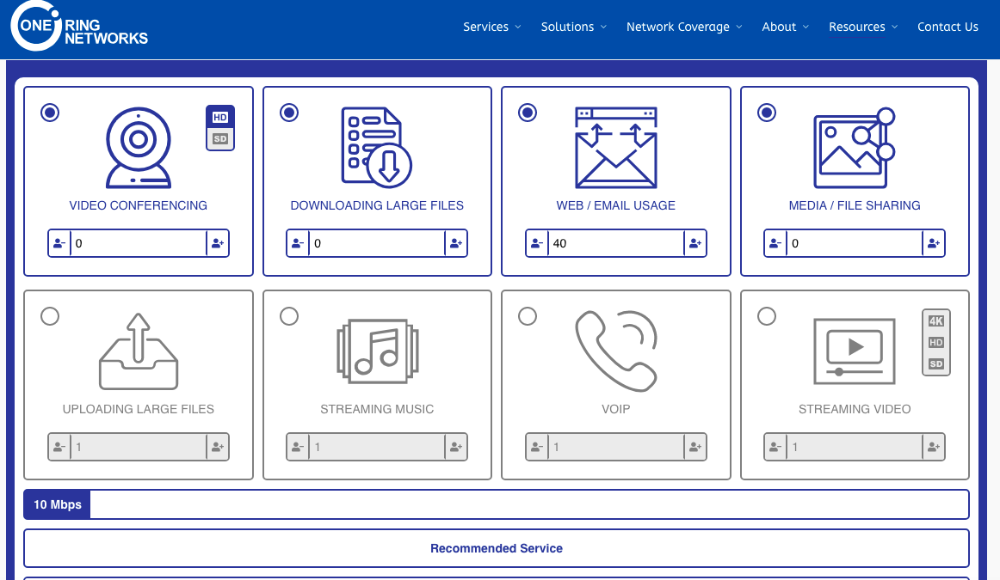 ONE RING
NETWORKS
Services
Solutions
Network Coverage
About
Resources
Contact Us
HD
SD
VIDEO CONFERENCING
0
DOWNLOADING LARGE FILES
0
WEB / EMAIL USAGE
40
MEDIA / FILE SHARING
0
UPLOADING LARGE FILES
1
STREAMING MUSIC
1
VOIP
1
4K
HD
SD
STREAMING VIDEO
1
10 Mbps
Recommended Service